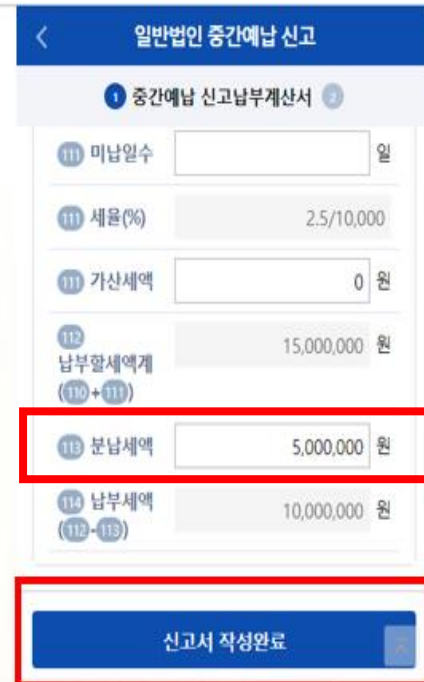 일반법인 중간예납 신고
1 중간예납 신고납부계산서 2
111 미납일수 일
111 세율(%) 2.5/10,000
111 가산세액 0 원
112
납부할세액계 15,000,000 원
(110+111)
113 분납세액 5,000,000 원
114 납부세액 10,000,000 원
(112-113)
신고서 작성완료